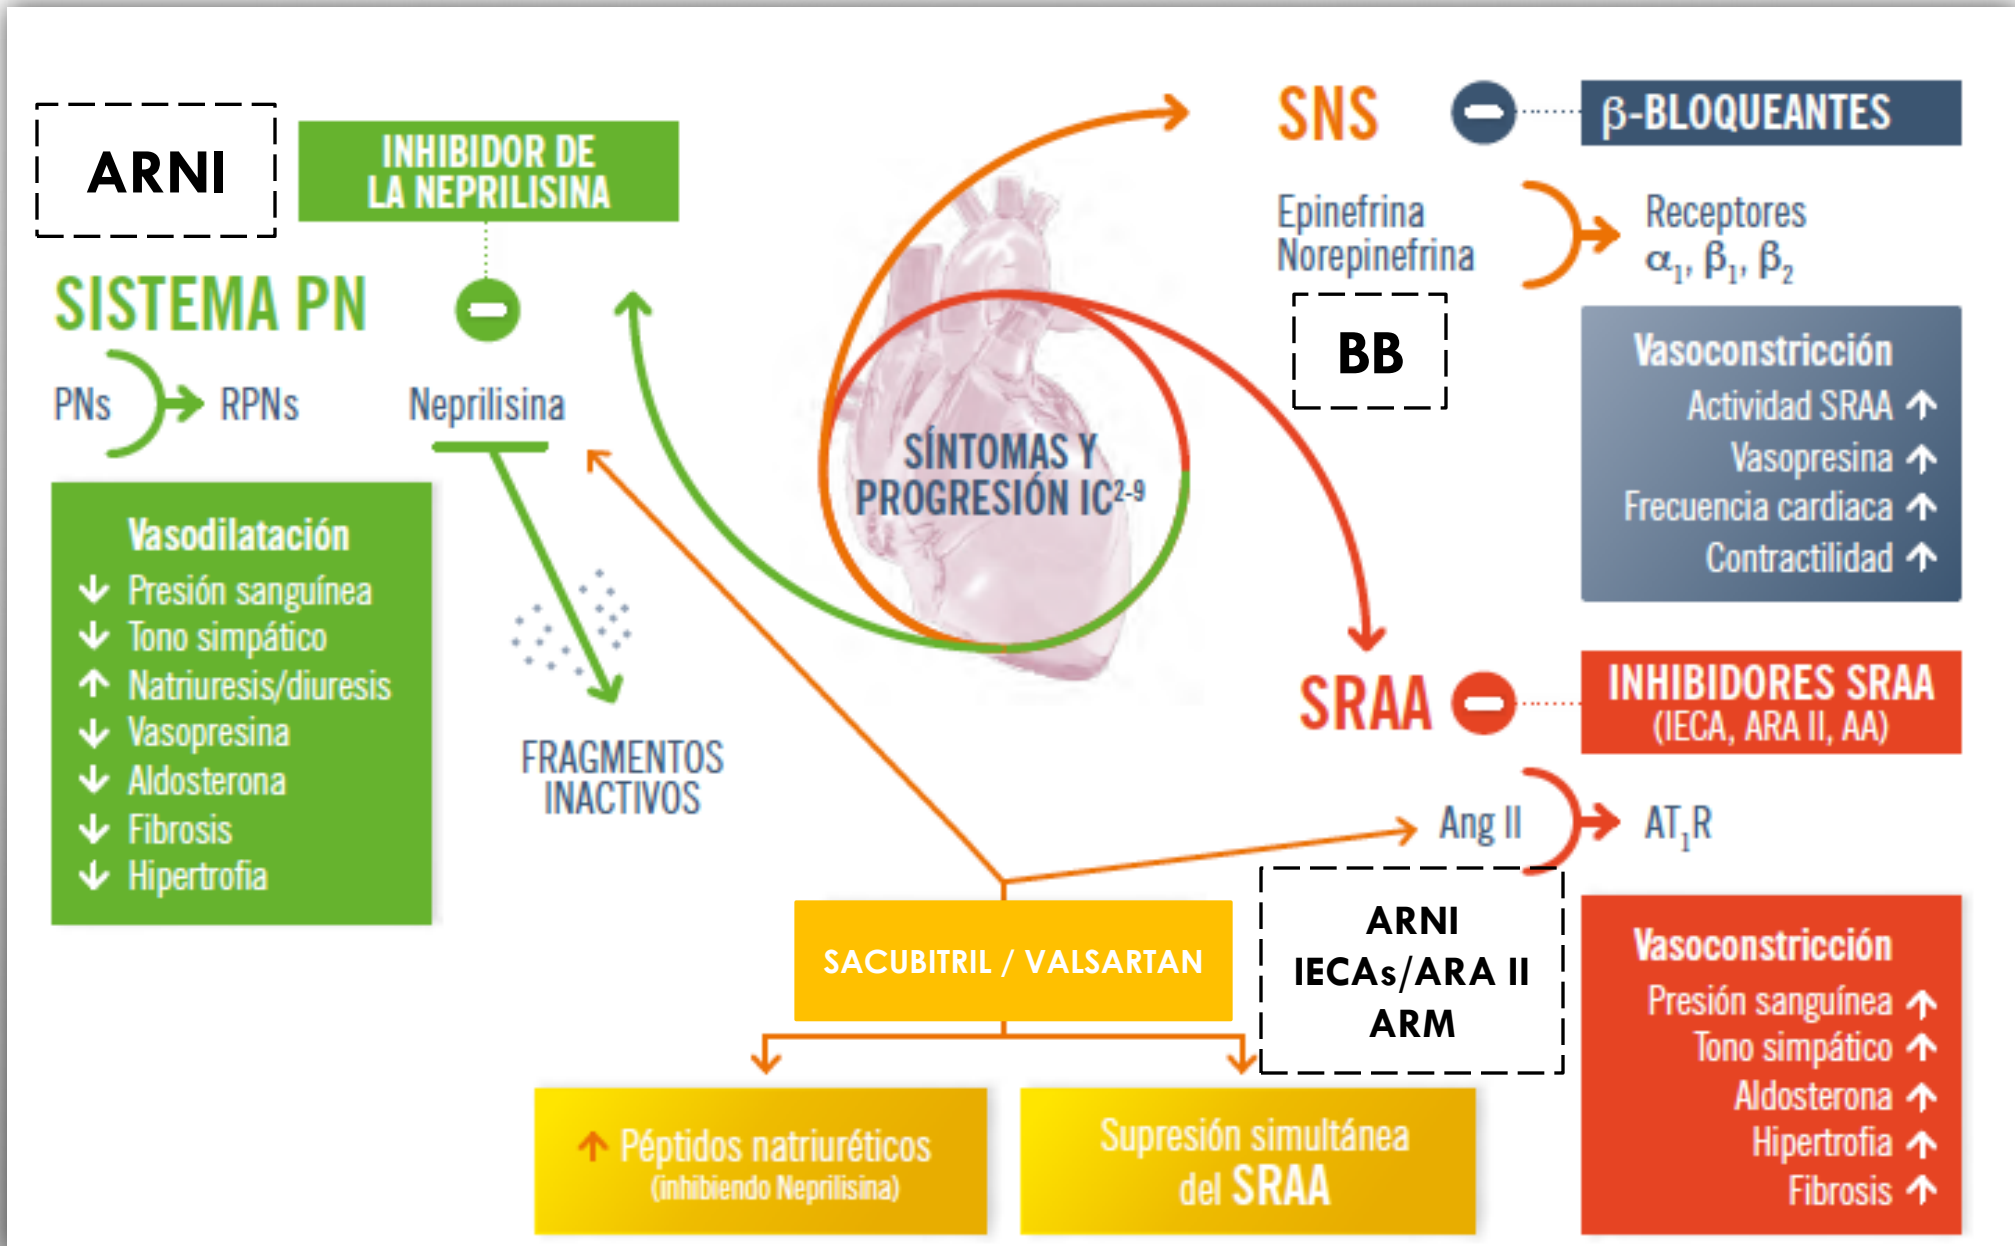 ARNI
INHIBIDOR DE
LA NEPRILISINA
SISTEMA PN
PNs
RPNs
Neprilisina
Vasodilatación
↓ Presión sanguínea
↓ Tono simpático
↑ Natriuresis/diuresis
↓ Vasopresina
↓ Aldosterona
↓ Fibrosis
↓ Hipertrofia
FRAGMENTOS
INACTIVOS
SÍNTOMAS Y
PROGRESIÓN IC²⁻⁹
SNS
β-BLOQUEANTES
Epinefrina
Norepinefrina
Receptores
α₁, β₁, β₂
BB
Vasoconstricción
Actividad SRAA ↑
Vasopresina ↑
Frecuencia cardiaca ↑
Contractilidad ↑
SRAA
INHIBIDORES SRAA
(IECA, ARA II, AA)
Ang II
AT₁R
ARNI
IECAs/ARA II
ARM
Vasoconstricción
Presión sanguínea ↑
Tono simpático ↑
Aldosterona ↑
Hipertrofia ↑
Fibrosis ↑
SACUBITRIL / VALSARTAN
↑ Péptidos natriuréticos
(inhibiendo Neprilisina)
Supresión simultánea
del SRAA